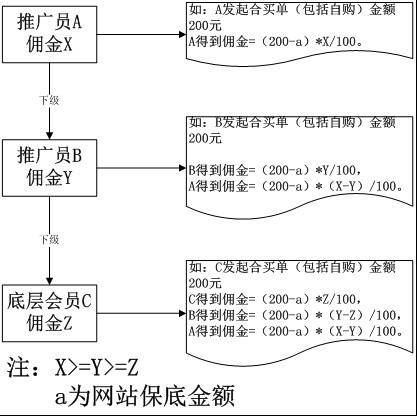 推广员A
佣金X
如：A发起合买单（包括自购）金额
200元
A得到佣金=（200-a）*X/100。
下级
推广员B
佣金Y
如：B发起合买单（包括自购）金额
200元
B得到佣金=（200-a）*Y/100，
A得到佣金=（200-a）*（X-Y）/100。
下级
底层会员C
佣金Z
如：C发起合买单（包括自购）金额
200元
C得到佣金=（200-a）*Z/100，
B得到佣金=（200-a）*（Y-Z）/100，
A得到佣金=（200-a）*（X-Y）/100。
注：X>=Y>=Z
a为网站保底金额